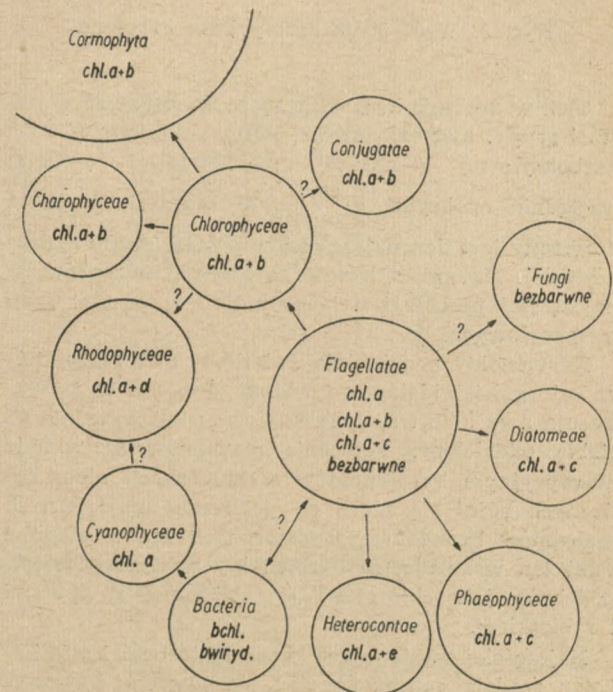 Cormophyta
chl.a+b
Conjugatae
chl.a+b
?
Charophyceae
chl.a+b
Chlorophyceae
chl.a+b
Fungi
bezbarwne
?
?
Rhodophyceae
chl.a+d
Flagellatae
chl.a
chl.a+b
chl.a+c
bezbarwne
Diatomeae
chl.a+c
?
Cyanophyceae
chl. a
?
Bacteria
bchl.
bwiryd.
Heterocontae
chl.a+e
Phaeophyceae
chl.a+c